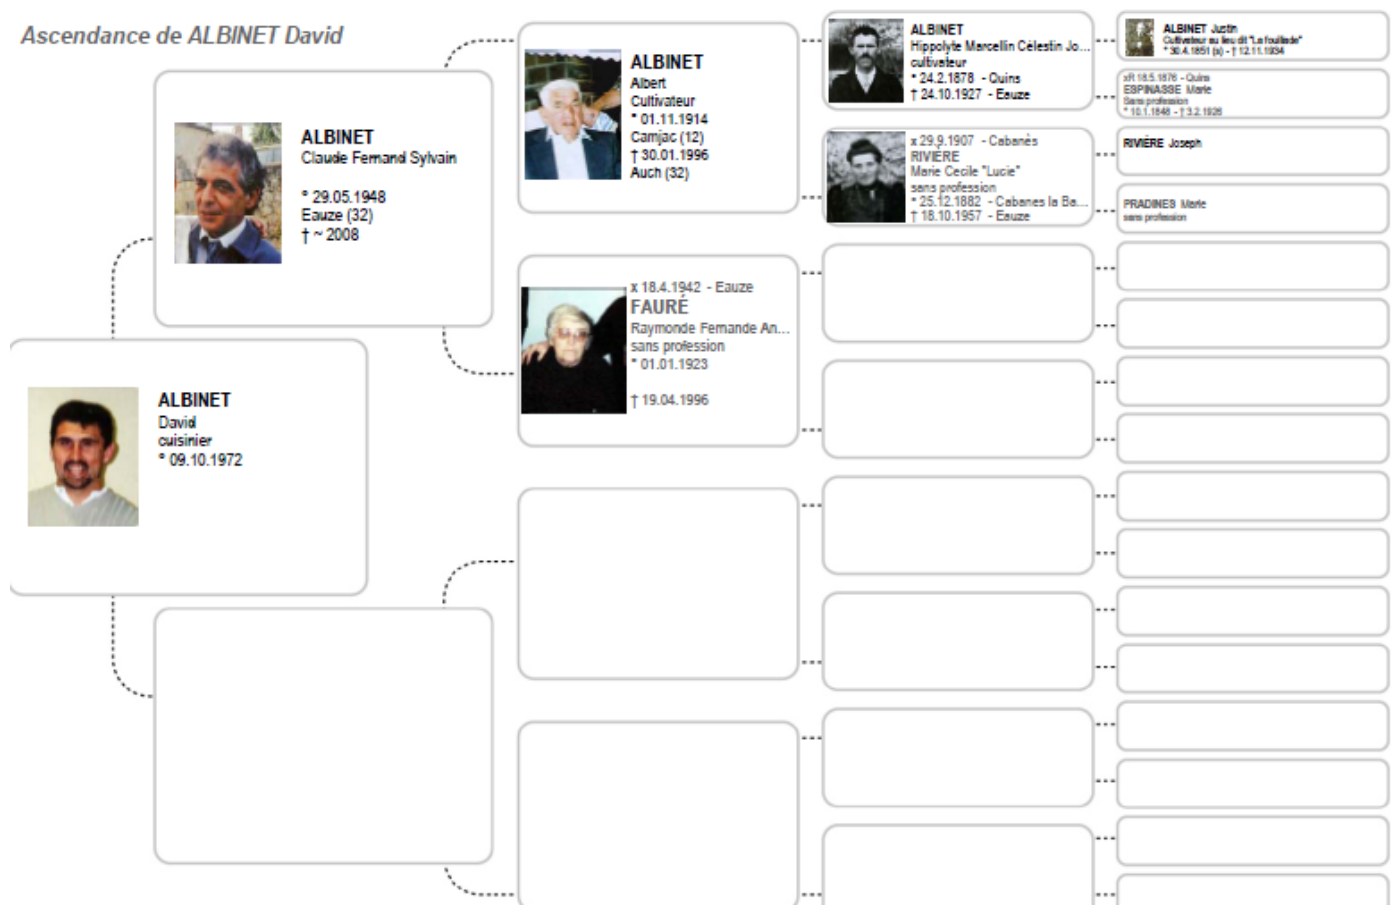 Ascendance de ALBINET David
ALBINET
David
cuisinier
° 09.10.1972
ALBINET
Claude Fernand Sylvain
° 29.05.1948
Eauze (32)
† ~ 2008
ALBINET
Albert
Cultivateur
° 01.11.1914
Camjac (12)
† 30.01.1996
Auch (32)
x 18.4.1942 - Eauze
FAURÉ
Raymonde Fernande An...
sans profession
° 01.01.1923
† 19.04.1996
ALBINET
Hippolyte Marcellin Célestin Jo...
cultivateur
° 24.2.1878 - Quins
† 24.10.1927 - Eauze
x 29.9.1907 - Cabanès
RIVIÈRE
Marie Cecile "Lucie"
sans profession
° 25.12.1882 - Cabanes la Ba...
† 18.10.1957 - Eauze
ALBINET Justin
Cultivateur au lieu dit "La fouillade"
° 30.4.1851 (s) - † 12.11.1934
xR 18.5.1876 - Quins
ESPINASSE Marie
Sans profession
° 10.1.1848 - † 3.2.1926
RIVIÈRE Joseph
PRADINES Marie
sans profession